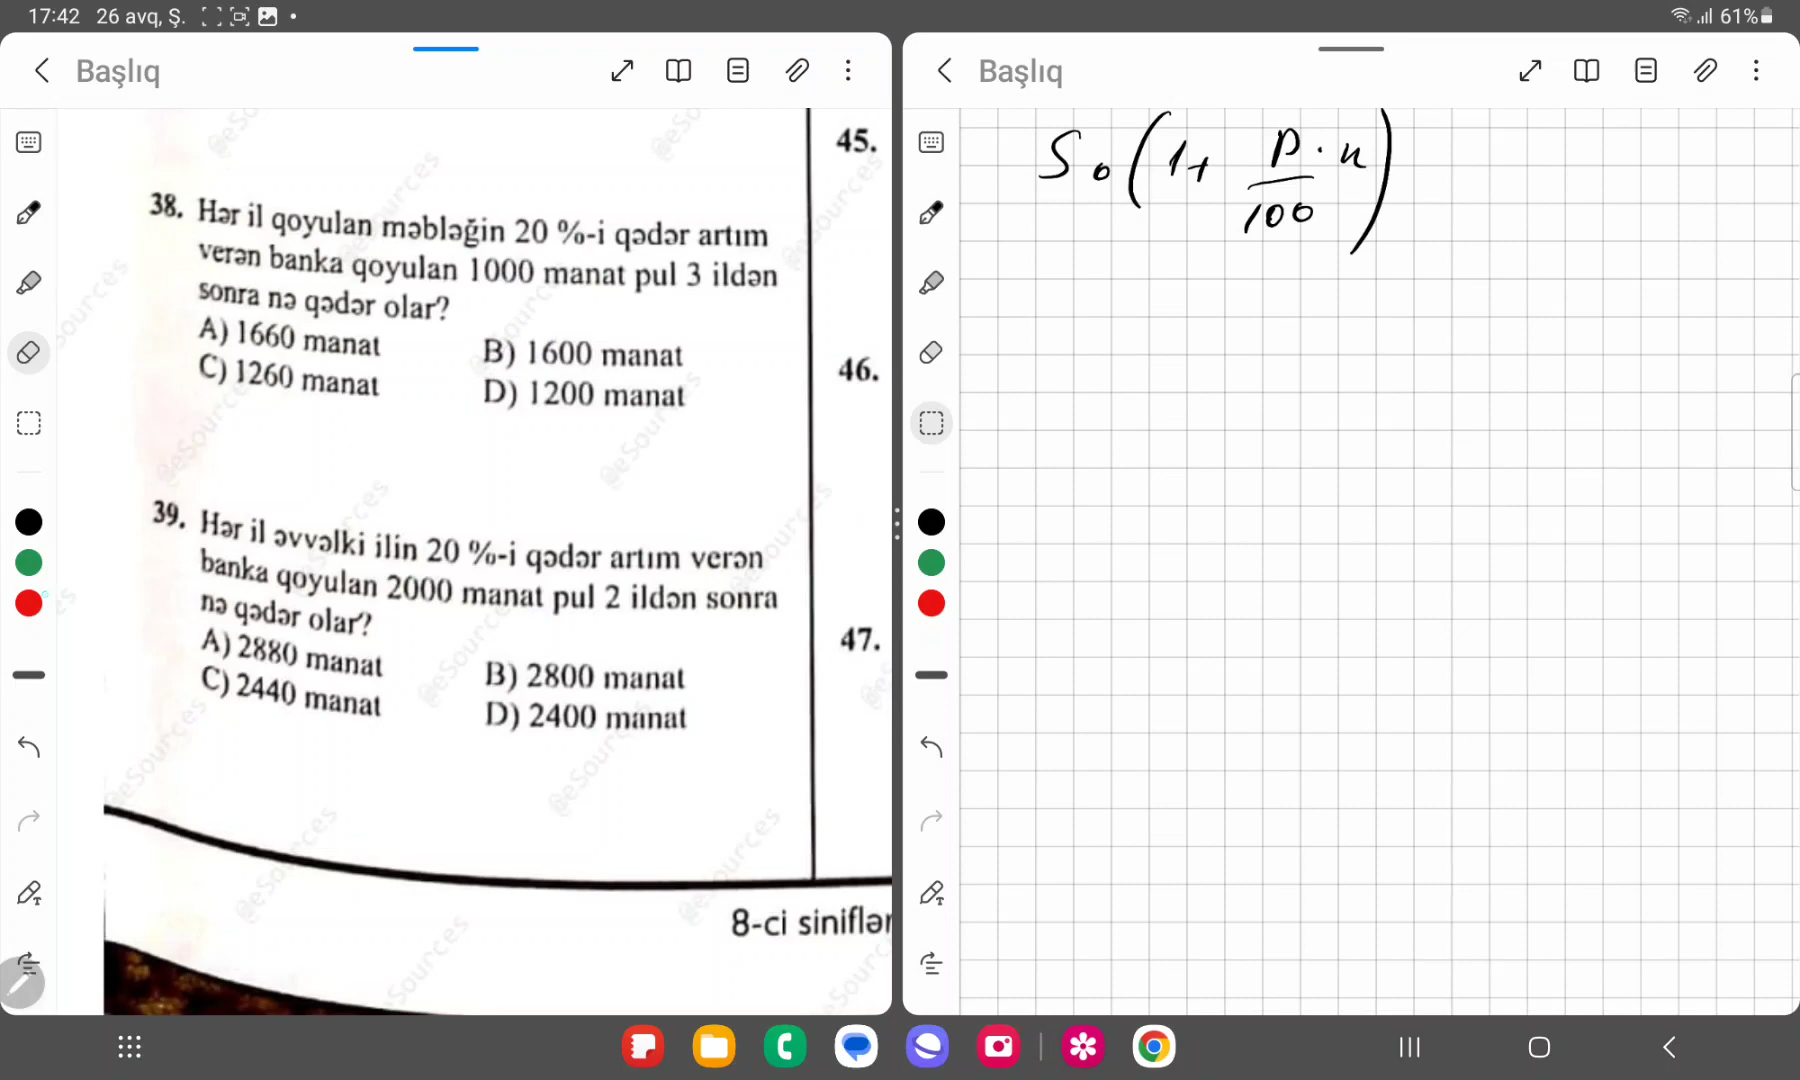 17:42 26 avq, Ş. 61%
Başlıq
45.
38. Hər il qoyulan məbləğin 20 %-i qədər artım
verən banka qoyulan 1000 manat pul 3 ildən
sonra nə qədər olar?
A) 1660 manat B) 1600 manat
C) 1260 manat D) 1200 manat
46.
39. Hər il əvvəlki ilin 20 %-i qədər artım verən
banka qoyulan 2000 manat pul 2 ildən sonra
nə qədər olar?
A) 2880 manat B) 2800 manat
C) 2440 manat D) 2400 manat
47.
8-ci siniflər
@eSources
Başlıq
S₀(1+ p·n/100)